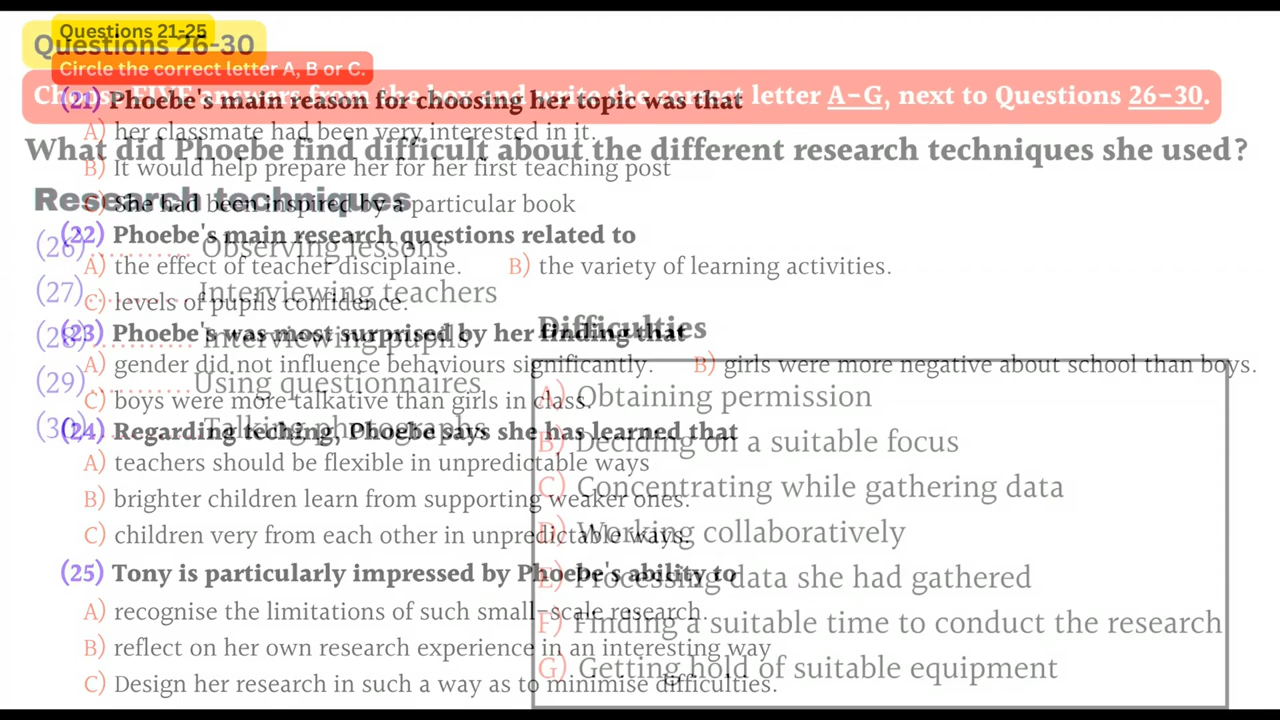 Questions 21-25
Circle the correct letter A, B or C.
(21) Phoebe's main reason for choosing her topic was that
A) her classmate had been very interested in it.
B) It would help prepare her for her first teaching post
C) She had been inspired by a particular book
(22) Phoebe's main research questions related to
A) the effect of teacher disciplaine. B) the variety of learning activities.
C) levels of pupils confidence.
(23) Phoebe's was most surprised by her finding that
A) gender did not influence behaviours significantly. B) girls were more negative about school than boys.
C) boys were more talkative than girls in class.
(24) Regarding teching, Phoebe says she has learned that
A) teachers should be flexible in unpredictable ways
B) brighter children learn from supporting weaker ones.
C) children very from each other in unpredictable ways.
(25) Tony is particularly impressed by Phoebe's ability to
A) recognise the limitations of such small-scale research.
B) reflect on her own research experience in an interesting way
C) Design her research in such a way as to minimise difficulties.
Questions 26-30
Choose FIVE answers from the box and write the correct letter A-G, next to Questions 26-30.
What did Phoebe find difficult about the different research techniques she used?
Research techniques
(26)........... Observing lessons
(27)........... Interviewing teachers
(28)........... Interviewing pupils
(29)........... Using questionnaires
(30)........... Talking photographs
Difficulties
A) Obtaining permission
B) Deciding on a suitable focus
C) Concentrating while gathering data
D) Working collaboratively
E) Processing data she had gathered
F) Finding a suitable time to conduct the research
G) Getting hold of suitable equipment